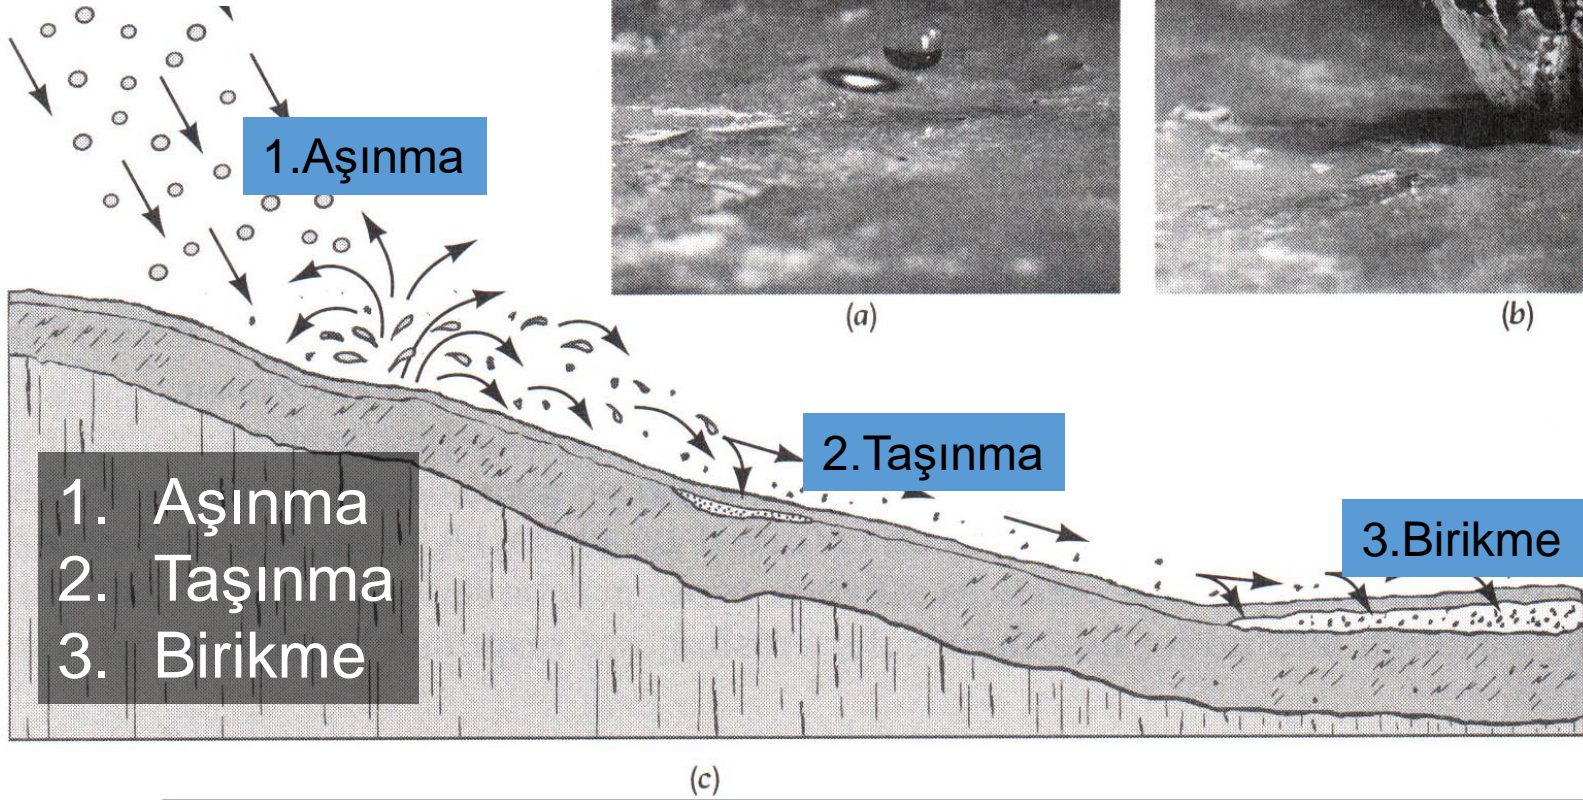 1.Aşınma
(a)
(b)
2.Taşınma
3.Birikme
1. Aşınma
2. Taşınma
3. Birikme
(c)